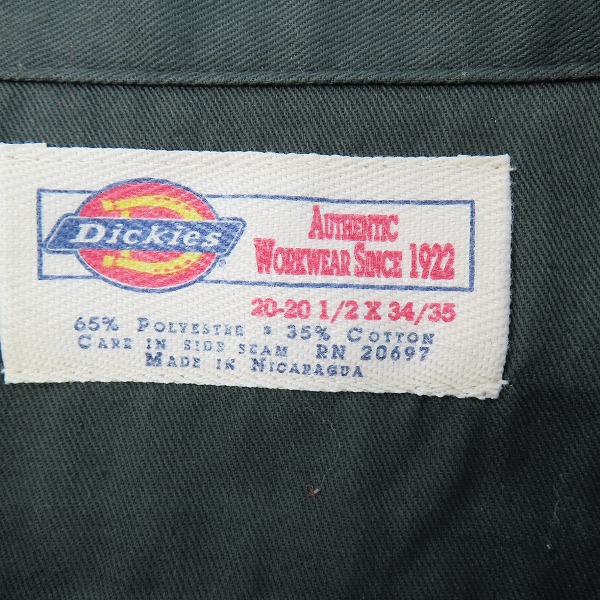 Dickies
AUTHENTIC
WORKWEAR SINCE 1922
20-20 1/2 X 34/35
65% POLYESTER 35% COTTON
CARE IN SIDE SEAM RN 20697
MADE IN NICARAGUA